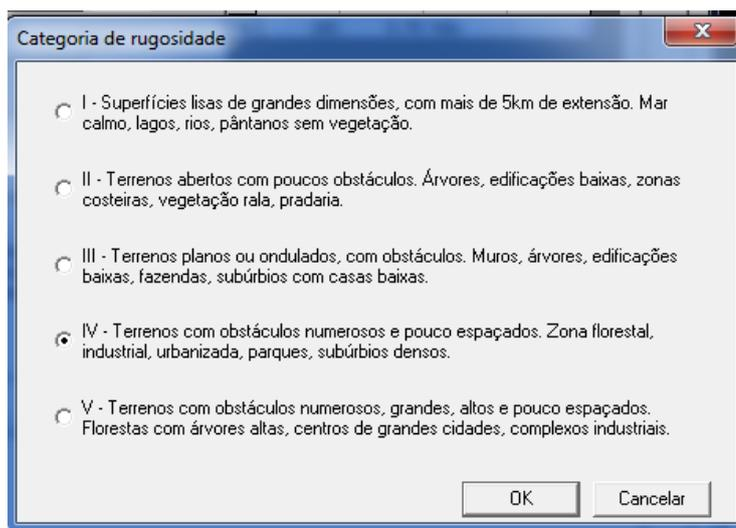 Categoria de rugosidade
I - Superfícies lisas de grandes dimensões, com mais de 5km de extensão. Mar
calmo, lagos, rios, pântanos sem vegetação.
II - Terrenos abertos com poucos obstáculos. Árvores, edificações baixas, zonas
costeiras, vegetação rala, pradaria.
III - Terrenos planos ou ondulados, com obstáculos. Muros, árvores, edificações
baixas, fazendas, subúrbios com casas baixas.
IV - Terrenos com obstáculos numerosos e pouco espaçados. Zona florestal,
industrial, urbanizada, parques, subúrbios densos.
V - Terrenos com obstáculos numerosos, grandes, altos e pouco espaçados.
Florestas com árvores altas, centros de grandes cidades, complexos industriais.
OK Cancelar